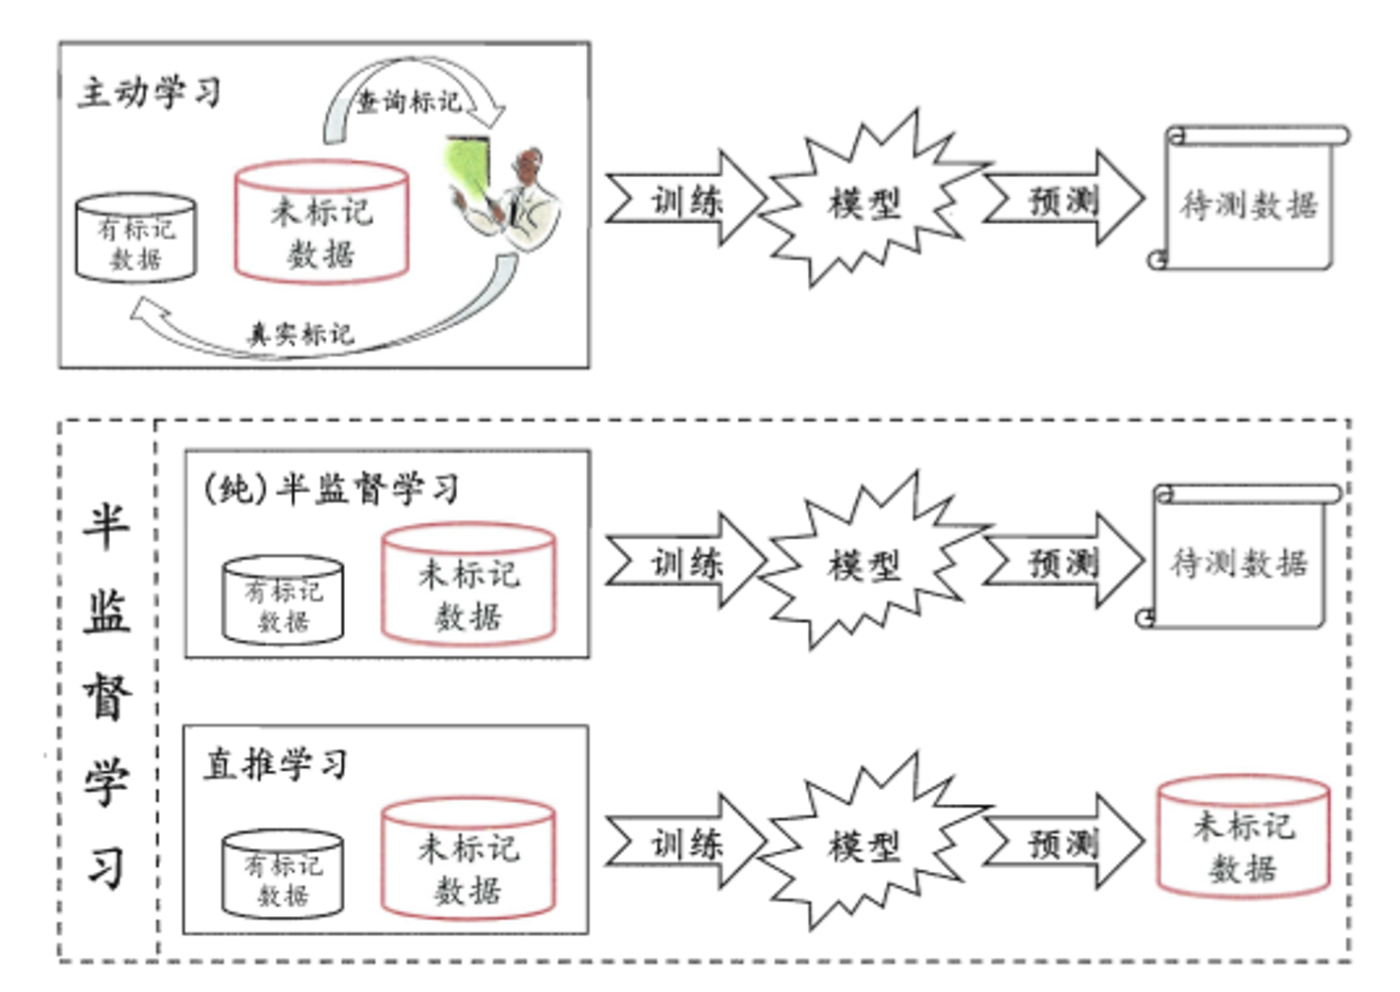 主动学习
查询标记
有标记
数据
未标记
数据
真实标记
训练
模型
预测
待测数据
半监督学习
(纯)半监督学习
有标记
数据
未标记
数据
训练
模型
预测
待测数据
直推学习
有标记
数据
未标记
数据
训练
模型
预测
未标记
数据